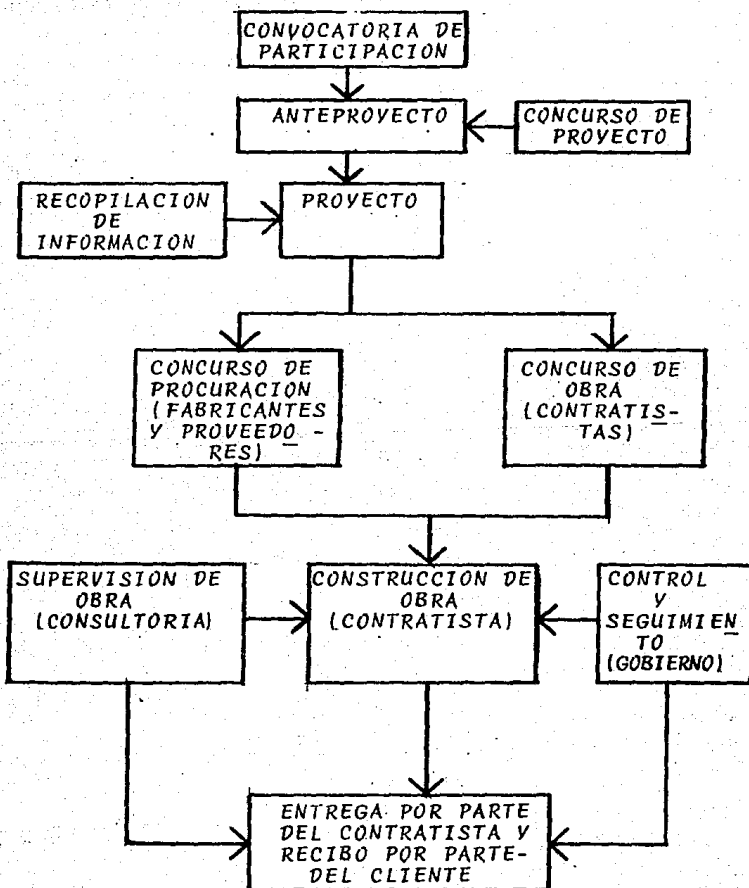 CONVOCATORIA DE
PARTICIPACION
ANTEPROYECTO
CONCURSO DE
PROYECTO
RECOPILACION
DE
INFORMACION
PROYECTO
CONCURSO DE
PROCURACION
(FABRICANTES
Y PROVEEDO -
RES)
CONCURSO DE
OBRA
(CONTRATIS-
TAS)
SUPERVISION DE
OBRA
(CONSULTORIA)
CONSTRUCCION DE
OBRA
(CONTRATISTA)
CONTROL
Y
SEGUIMIEN
TO
(GOBIERNO)
ENTREGA POR PARTE
DEL CONTRATISTA Y
RECIBO POR PARTE-
DEL CLIENTE